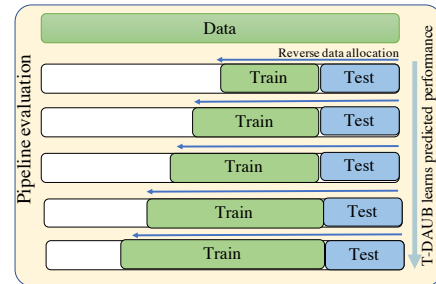 Data
Reverse data allocation
Train Test
Train Test
Train Test
Train Test
Train Test
Pipeline evaluation
T-DAUB learns predicted performance